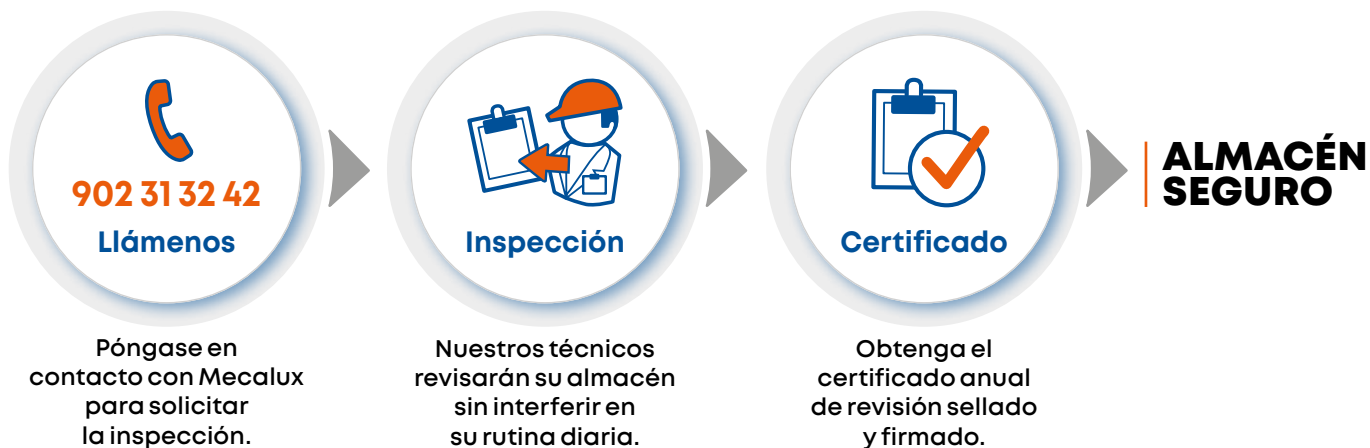 902 31 32 42
Llámenos
Póngase en
contacto con Mecalux
para solicitar
la inspección.
Inspección
Nuestros técnicos
revisarán su almacén
sin interferir en
su rutina diaria.
Certificado
Obtenga el
certificado anual
de revisión sellado
y firmado.
ALMACÉN
SEGURO